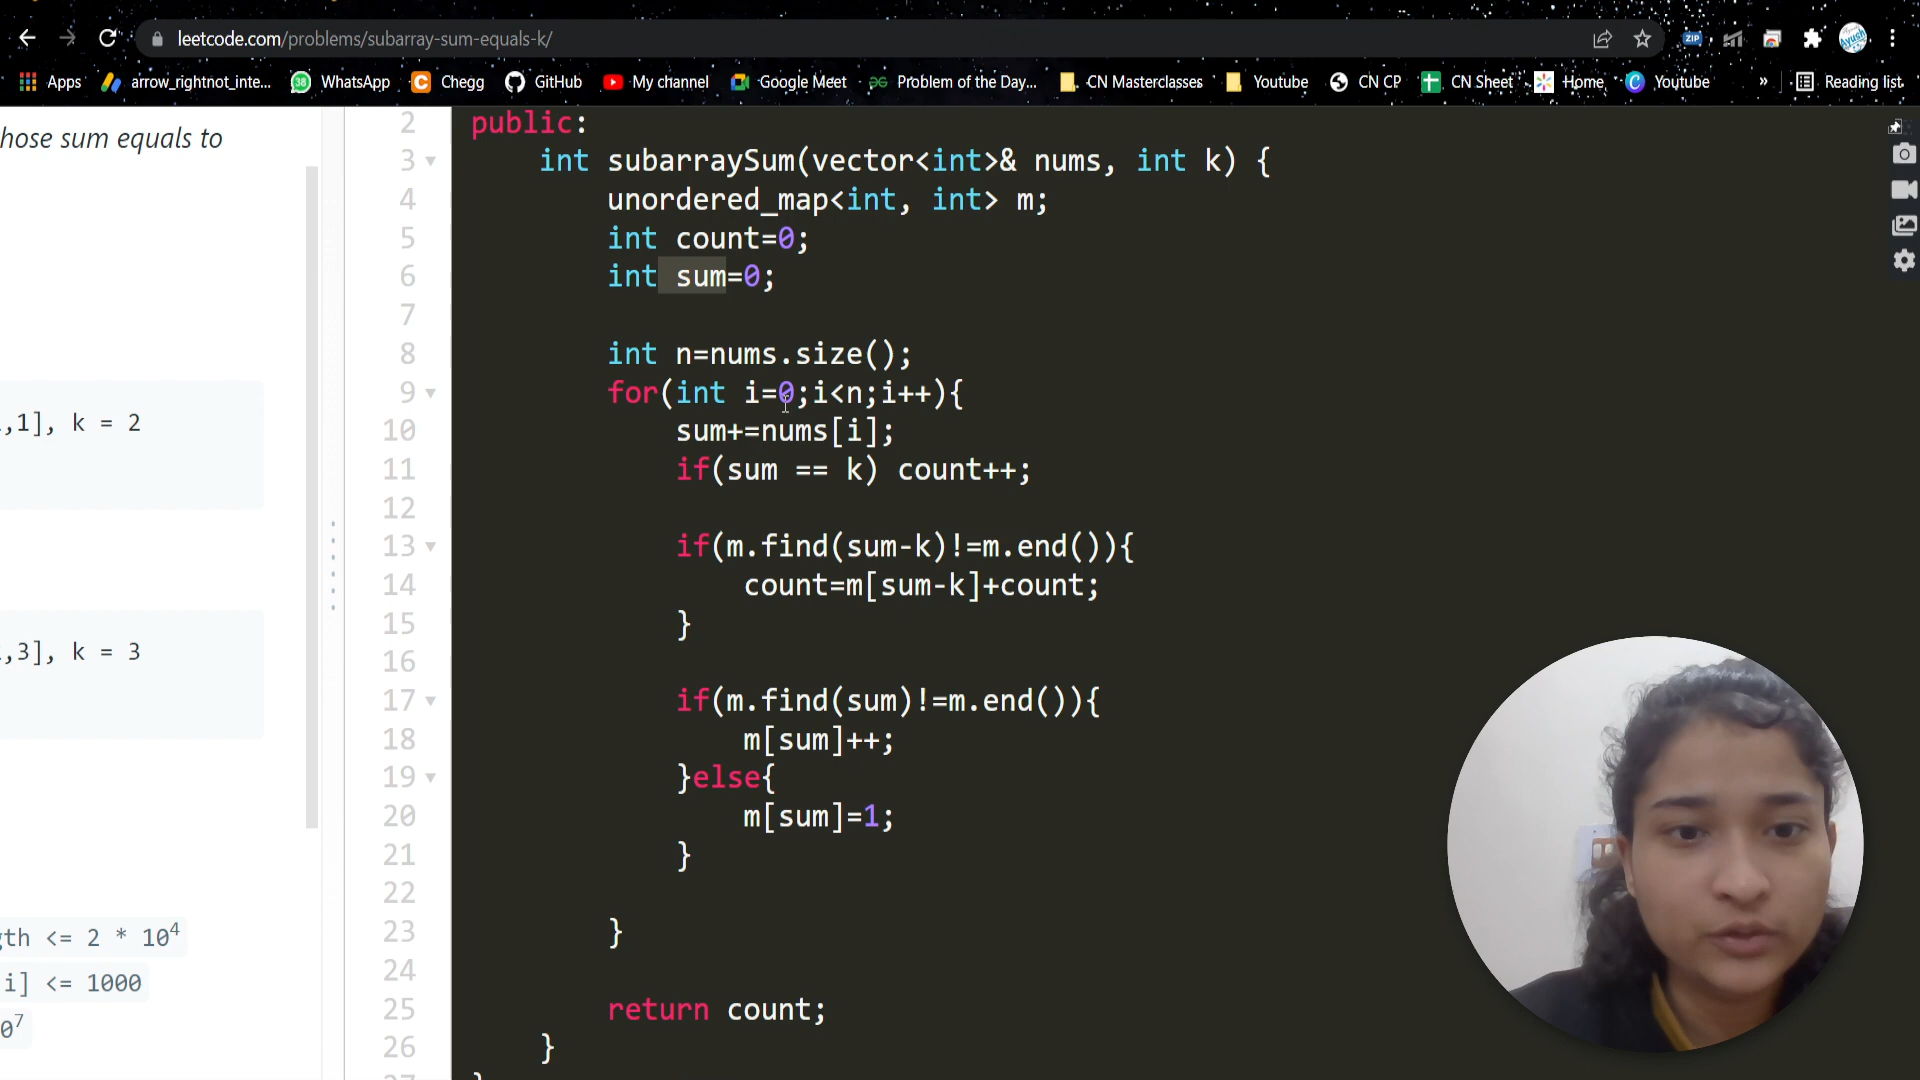 leetcode.com/problems/subarray-sum-equals-k/
ZIP
Apps arrow_rightnot_inte... 38 WhatsApp C Chegg GitHub My channel Google Meet Problem of the Day... CN Masterclasses Youtube CN CP CN Sheet Home Youtube » Reading list
2 public:
hose sum equals to
3 int subarraySum(vector<int>& nums, int k) {
4 unordered_map<int, int> m;
5 int count=0;
6 int sum=0;
7
8 int n=nums.size();
9 for(int i=0;i<n;i++){
,1], k = 2
10 sum+=nums[i];
11 if(sum == k) count++;
12
13 if(m.find(sum-k)!=m.end()){
14 count=m[sum-k]+count;
15 }
,3], k = 3
16
17 if(m.find(sum)!=m.end()){
18 m[sum]++;
19 }else{
20 m[sum]=1;
21 }
22
23 }
gth <= 2 * 10⁴
24
i] <= 1000
25 return count;
0⁷
26 }